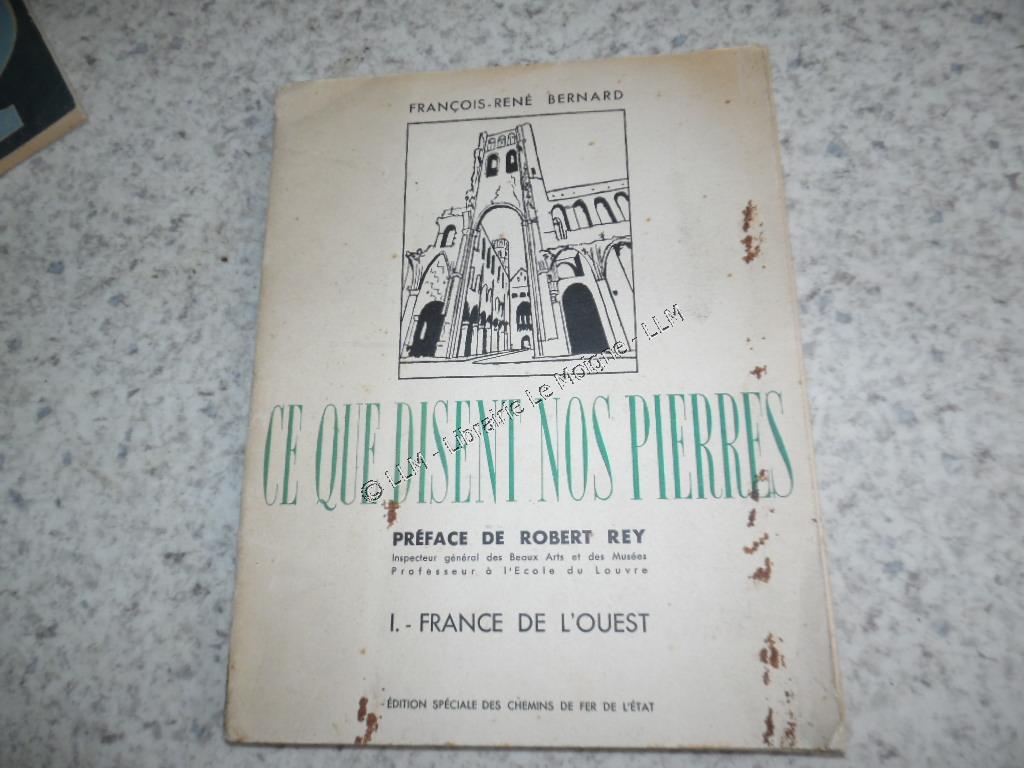 FRANÇOIS-RENÉ BERNARD
CE QUE DISENT NOS PIERRES
PRÉFACE DE ROBERT REY
Inspecteur général des Beaux Arts et des Musées
Professeur à l'Ecole du Louvre
I. - FRANCE DE L'OUEST
ÉDITION SPÉCIALE DES CHEMINS DE FER DE L'ÉTAT
© LLM - Librairie Le Moigne - LLM